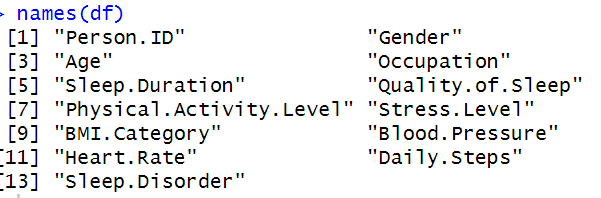 > names(df)
[1] "Person.ID" "Gender"
[3] "Age" "Occupation"
[5] "Sleep.Duration" "Quality.of.Sleep"
[7] "Physical.Activity.Level" "Stress.Level"
[9] "BMI.Category" "Blood.Pressure"
[11] "Heart.Rate" "Daily.Steps"
[13] "Sleep.Disorder"